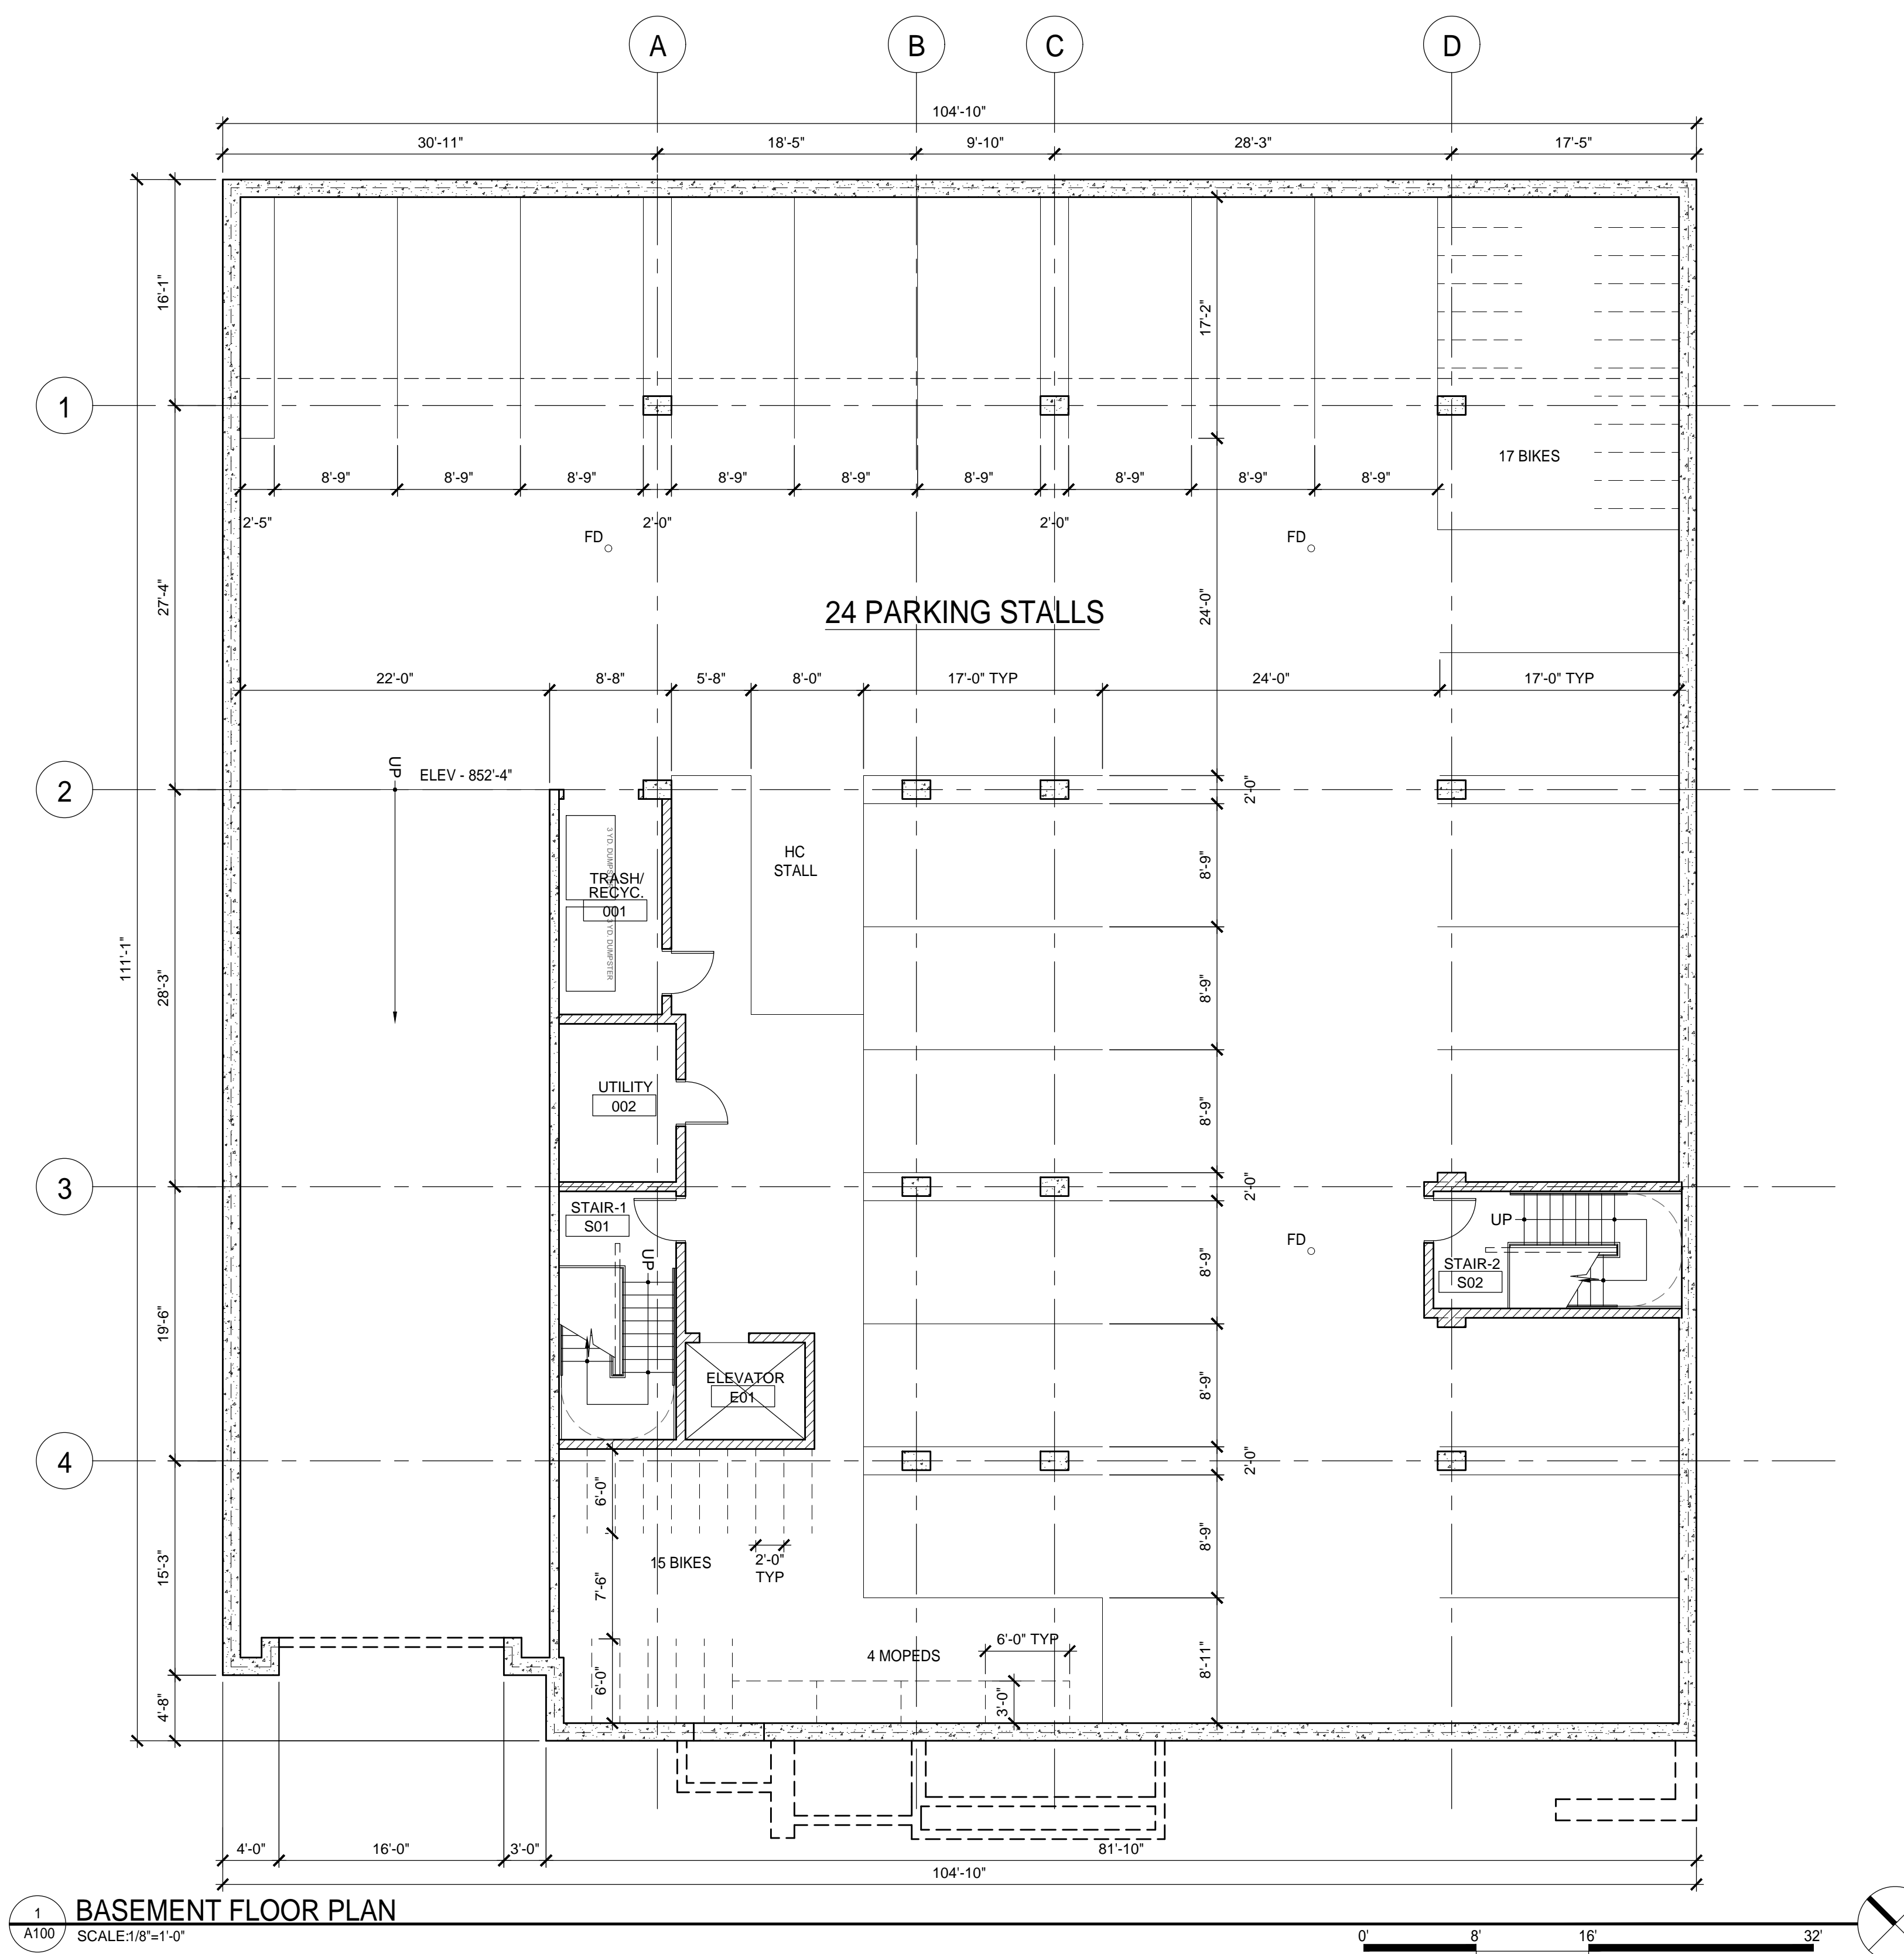 A
B
C
D
104'-10"
30'-11"
18'-5"
9'-10"
28'-3"
17'-5"
16'-1"
17'-2"
1
17 BIKES
8'-9"
8'-9"
8'-9"
8'-9"
8'-9"
8'-9"
8'-9"
8'-9"
8'-9"
2'-5"
2'-0"
2'-0"
FD
FD
27'-4"
24'-0"
24 PARKING STALLS
22'-0"
8'-8"
5'-8"
8'-0"
17'-0" TYP
24'-0"
17'-0" TYP
2
UP
ELEV - 852'-4"
2'-0"
3 YD. DUMPSTER
HC
STALL
8'-9"
TRASH/
RECYC.
001
3 YD. DUMPSTER
111'-1"
28'-3"
8'-9"
UTILITY
002
8'-9"
3
2'-0"
STAIR-1
S01
UP
UP
FD
8'-9"
STAIR-2
S02
19'-6"
ELEVATOR
E01
8'-9"
4
2'-0"
6'-0"
15'-3"
15 BIKES
2'-0"
TYP
8'-9"
7'-6"
4 MOPEDS
6'-0" TYP
8'-11"
6'-0"
3'-0"
4'-8"
4'-0"
16'-0"
3'-0"
81'-10"
104'-10"
1
A100
BASEMENT FLOOR PLAN
SCALE:1/8"=1'-0"
0'
8'
16'
32'